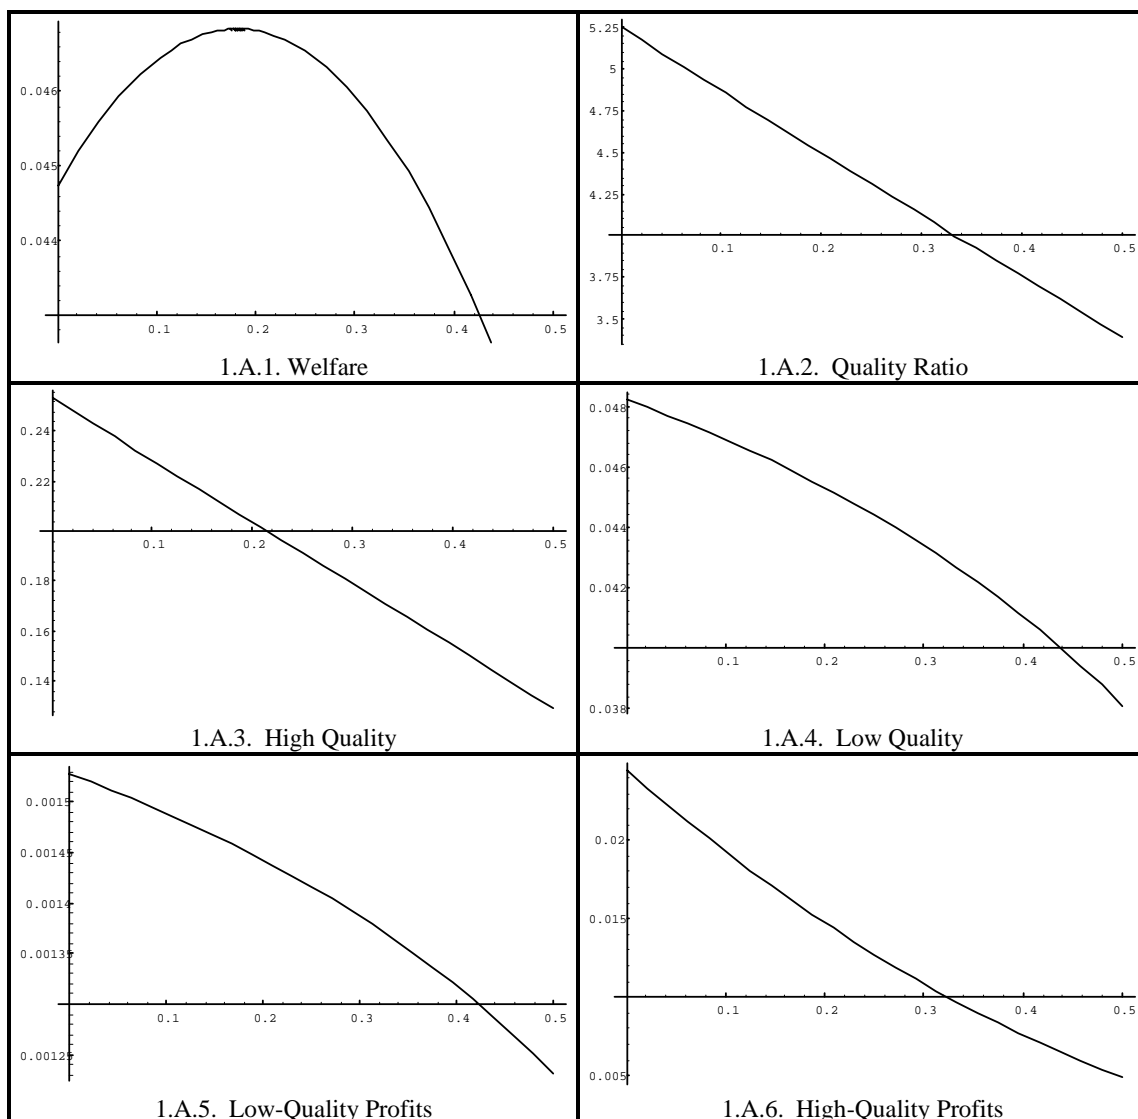 0.046
0.045
0.044
0.1 0.2 0.3 0.4 0.5
1.A.1. Welfare
5.25
5
4.75
4.5
4.25
0.1 0.2 0.3 0.4 0.5
3.75
3.5
1.A.2. Quality Ratio
0.24
0.22
0.1 0.2 0.3 0.4 0.5
0.18
0.16
0.14
1.A.3. High Quality
0.048
0.046
0.044
0.042
0.1 0.2 0.3 0.4 0.5
0.038
1.A.4. Low Quality
0.0015
0.00145
0.0014
0.00135
0.1 0.2 0.3 0.4 0.5
0.00125
1.A.5. Low-Quality Profits
0.02
0.015
0.1 0.2 0.3 0.4 0.5
0.005
1.A.6. High-Quality Profits